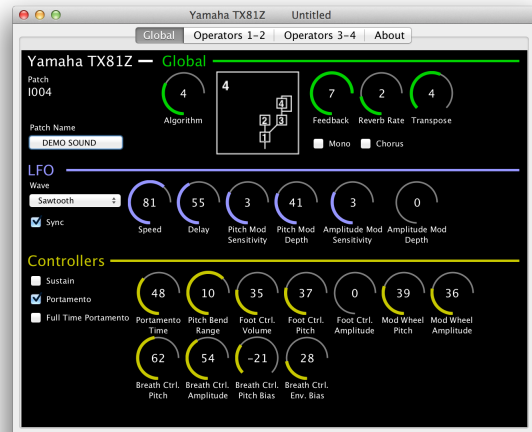 Yamaha TX81Z Untitled
Global Operators 1-2 Operators 3-4 About
Yamaha TX81Z Global
Patch
I004
Patch Name
DEMO SOUND
4
Algorithm
4
4
2 3
1
7
Feedback
2
Reverb Rate
4
Transpose
Mono Chorus
LFO
Wave
Sawtooth
Sync
81
Speed
55
Delay
3
Pitch Mod
Sensitivity
41
Pitch Mod
Depth
3
Amplitude Mod
Sensitivity
0
Amplitude Mod
Depth
Controllers
Sustain
Portamento
Full Time Portamento
48
Portamento
Time
10
Pitch Bend
Range
35
Foot Ctrl.
Volume
37
Foot Ctrl.
Pitch
0
Foot Ctrl.
Amplitude
39
Mod Wheel
Pitch
36
Mod Wheel
Amplitude
62
Breath Ctrl.
Pitch
54
Breath Ctrl.
Amplitude
-21
Breath Ctrl.
Pitch Bias
28
Breath Ctrl.
Env. Bias